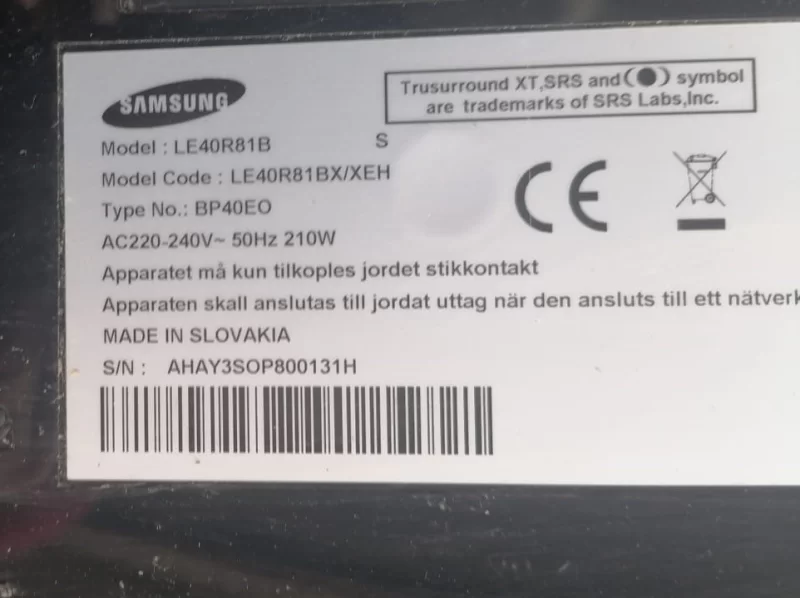 SAMSUNG
Trusurround XT,SRS and(●) symbol
are trademarks of SRS Labs,Inc.
Model : LE40R81B S
Model Code : LE40R81BX/XEH
Type No.: BP40EO
AC220-240V~ 50Hz 210W
CE
Apparatet må kun tilkoples jordet stikkontakt
Apparaten skall anslutas till jordat uttag när den ansluts till ett nätverk
MADE IN SLOVAKIA
S/N : AHAY3SOP800131H